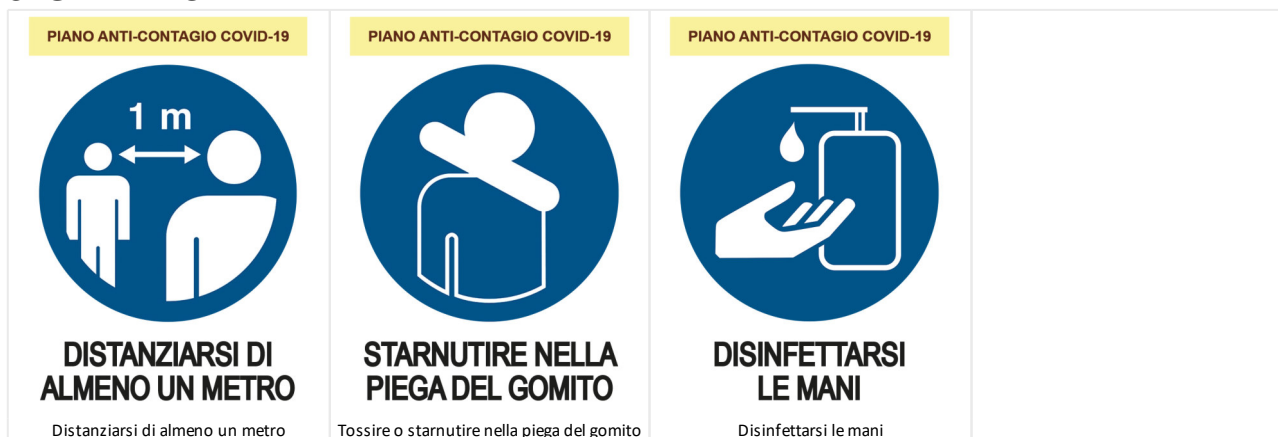 PIANO ANTI-CONTAGIO COVID-19
1 m
DISTANZIARSI DI
ALMENO UN METRO
Distanziarsi di almeno un metro
PIANO ANTI-CONTAGIO COVID-19
STARNUTIRE NELLA
PIEGA DEL GOMITO
Tossire o starnutire nella piega del gomito
PIANO ANTI-CONTAGIO COVID-19
DISINFETTARSI
LE MANI
Disinfettarsi le mani